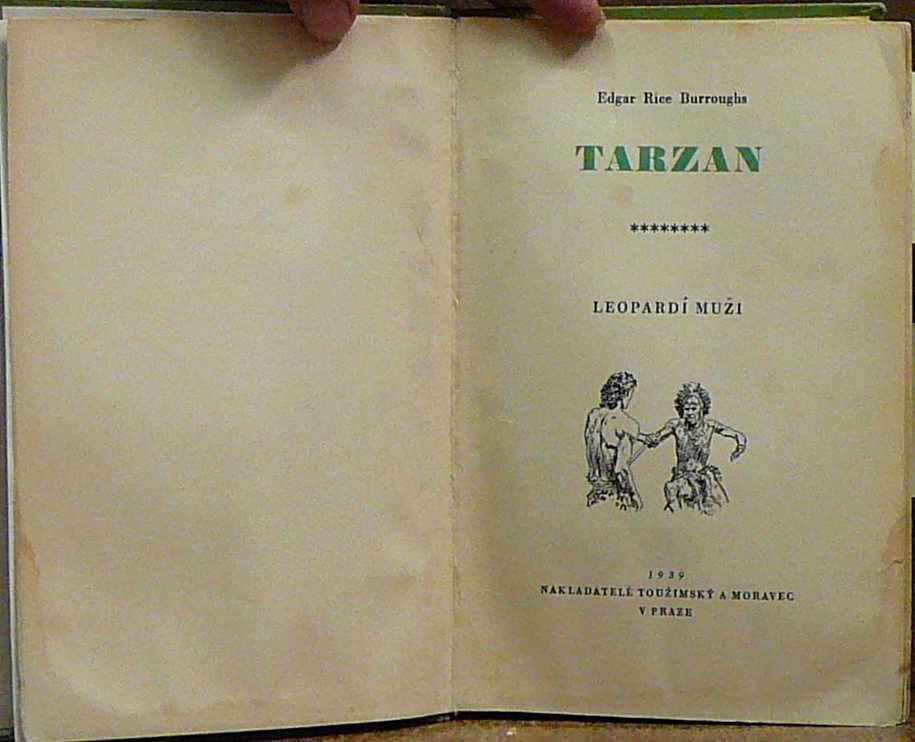 Edgar Rice Burroughs
TARZAN
********
LEOPARDÍ MUŽI
1939
NAKLADATELÉ TOUŽIMSKÝ A MORAVEC
V PRAZE